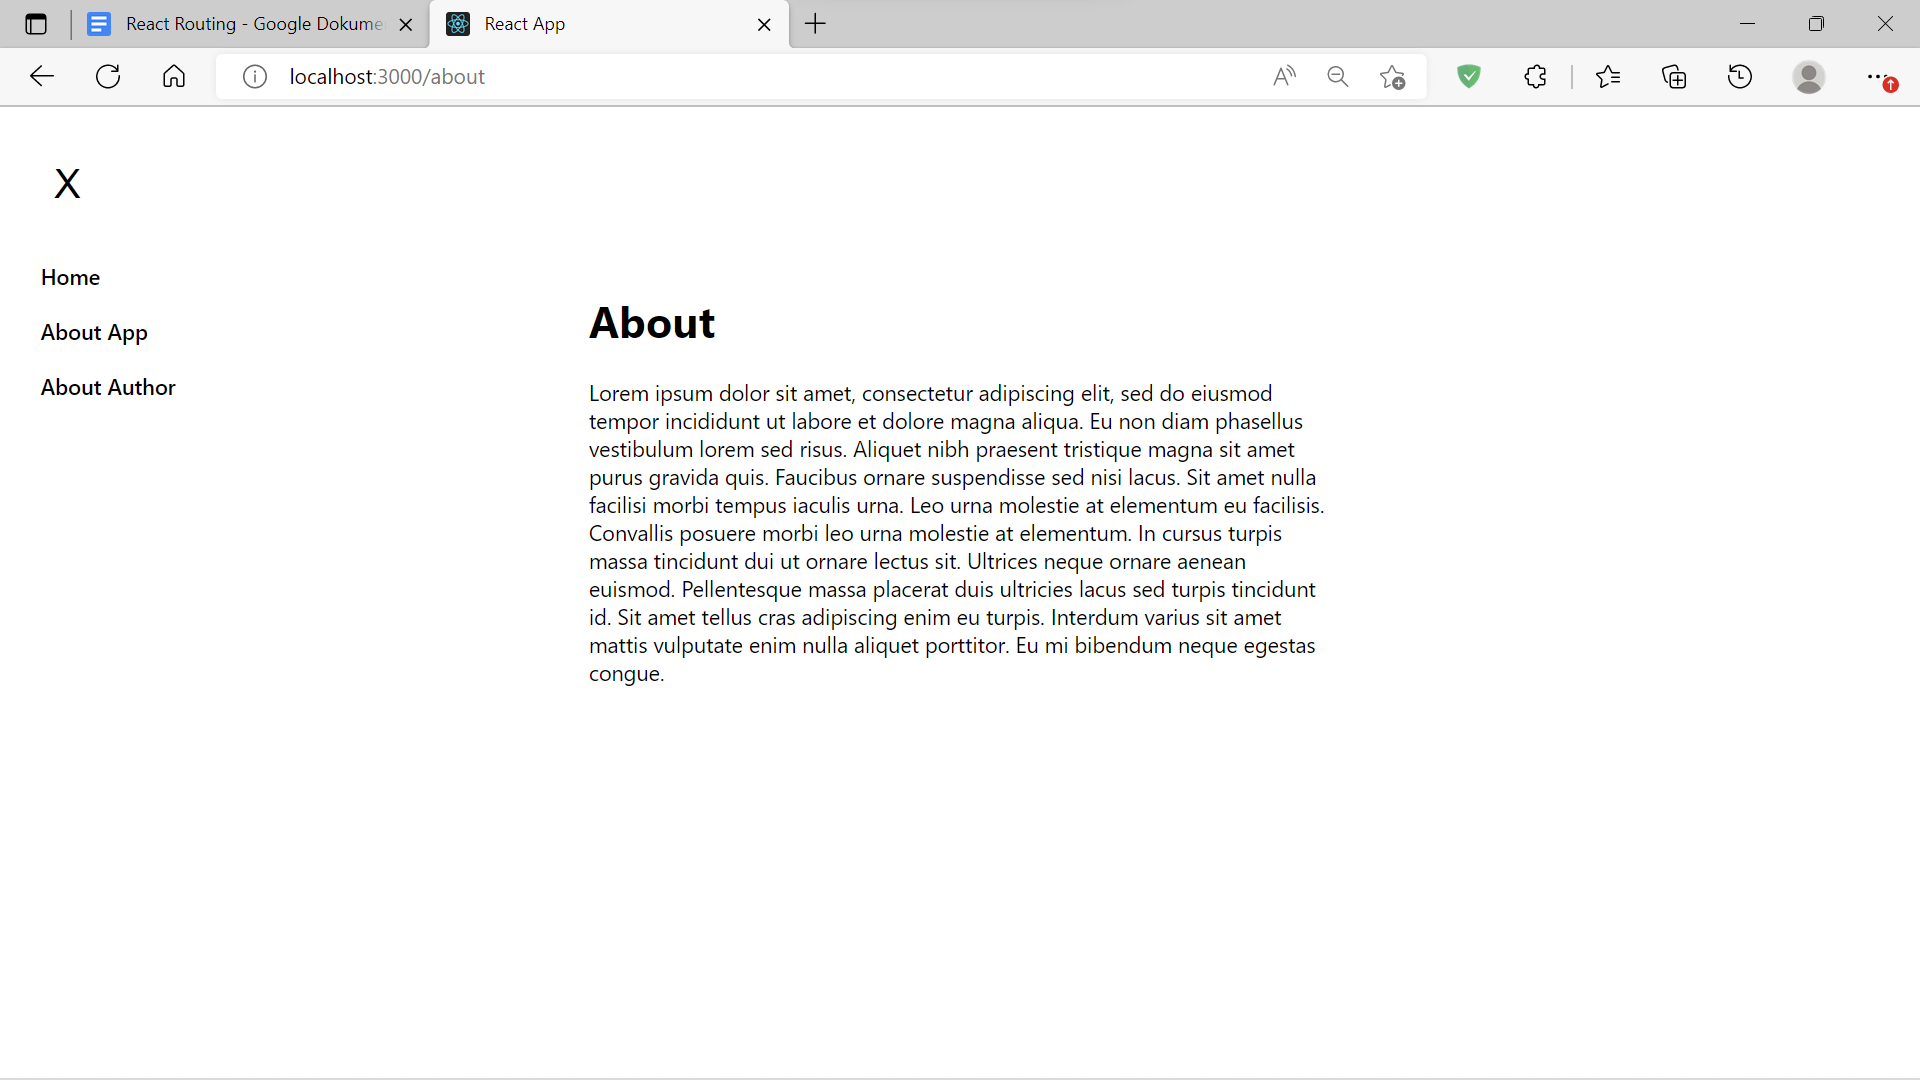 React Routing - Google Dokume
React App
localhost:3000/about
X
Home
About App
About Author
About
Lorem ipsum dolor sit amet, consectetur adipiscing elit, sed do eiusmod
tempor incididunt ut labore et dolore magna aliqua. Eu non diam phasellus
vestibulum lorem sed risus. Aliquet nibh praesent tristique magna sit amet
purus gravida quis. Faucibus ornare suspendisse sed nisi lacus. Sit amet nulla
facilisi morbi tempus iaculis urna. Leo urna molestie at elementum eu facilisis.
Convallis posuere morbi leo urna molestie at elementum. In cursus turpis
massa tincidunt dui ut ornare lectus sit. Ultrices neque ornare aenean
euismod. Pellentesque massa placerat duis ultricies lacus sed turpis tincidunt
id. Sit amet tellus cras adipiscing enim eu turpis. Interdum varius sit amet
mattis vulputate enim nulla aliquet porttitor. Eu mi bibendum neque egestas
congue.